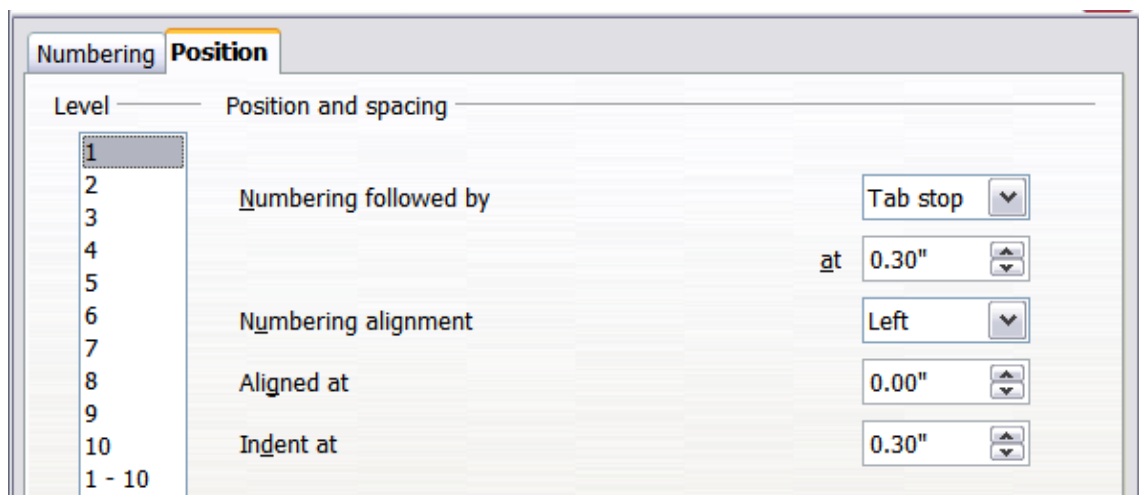 Numbering Position
Level Position and spacing
1
2 Numbering followed by Tab stop
3
4 at 0.30"
5
6 Numbering alignment Left
7
8 Aligned at 0.00"
9
10 Indent at 0.30"
1 - 10